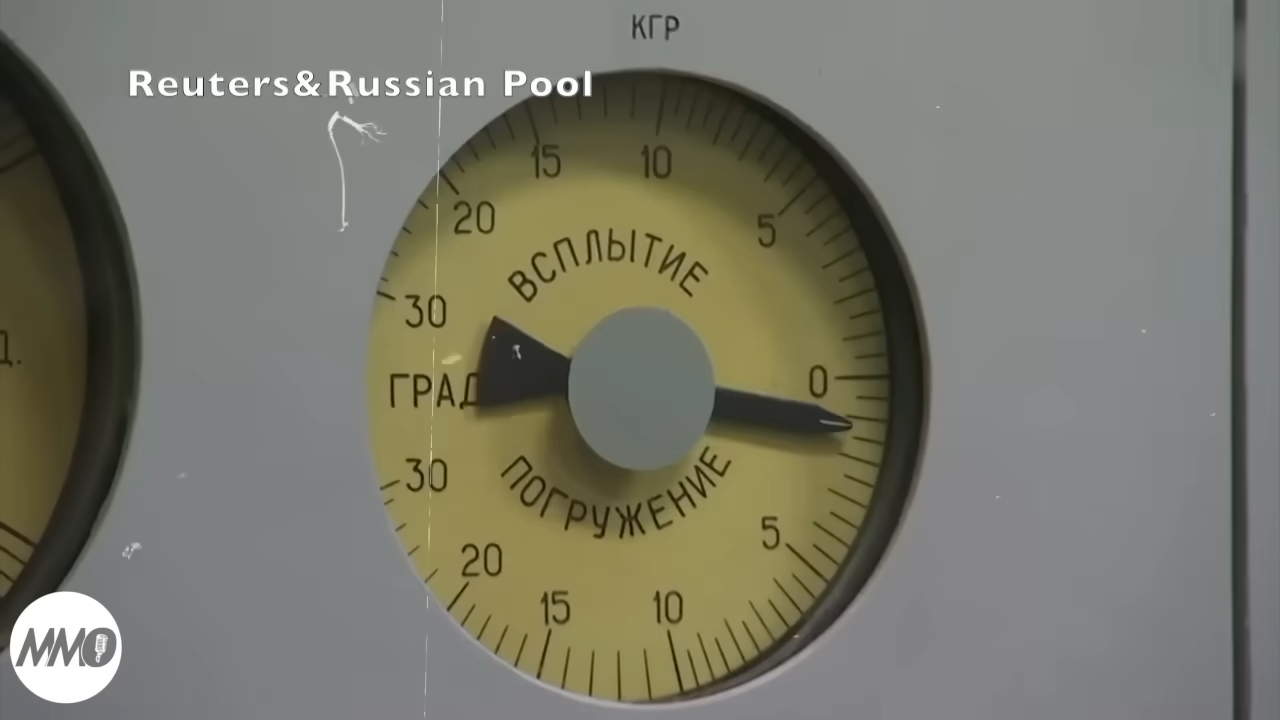 КГР
Reuters&Russian Pool
15 10
20 5
ВСПЛЫТИЕ
30
0
ГРАД
Д.
30
ПОГРУЖЕНИЕ
5
20
15 10
MMO